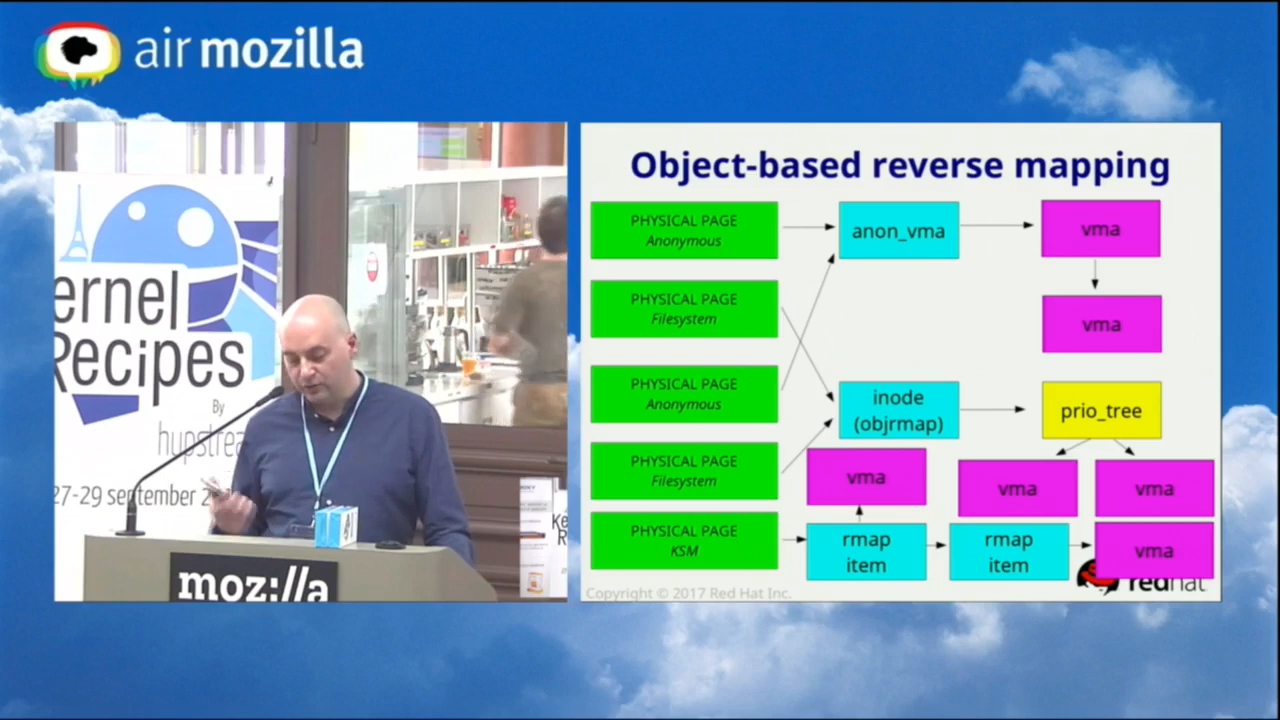 air mozilla
ernel
Recipes
By
hupstrea
27-29 september 2
moz://a
Object-based reverse mapping
PHYSICAL PAGE
Anonymous
anon_vma
vma
PHYSICAL PAGE
Filesystem
vma
PHYSICAL PAGE
Anonymous
inode
(objrmap)
prio_tree
PHYSICAL PAGE
Filesystem
vma
vma
vma
PHYSICAL PAGE
KSM
rmap
item
rmap
item
vma
redhat
Copyright © 2017 Red Hat Inc.